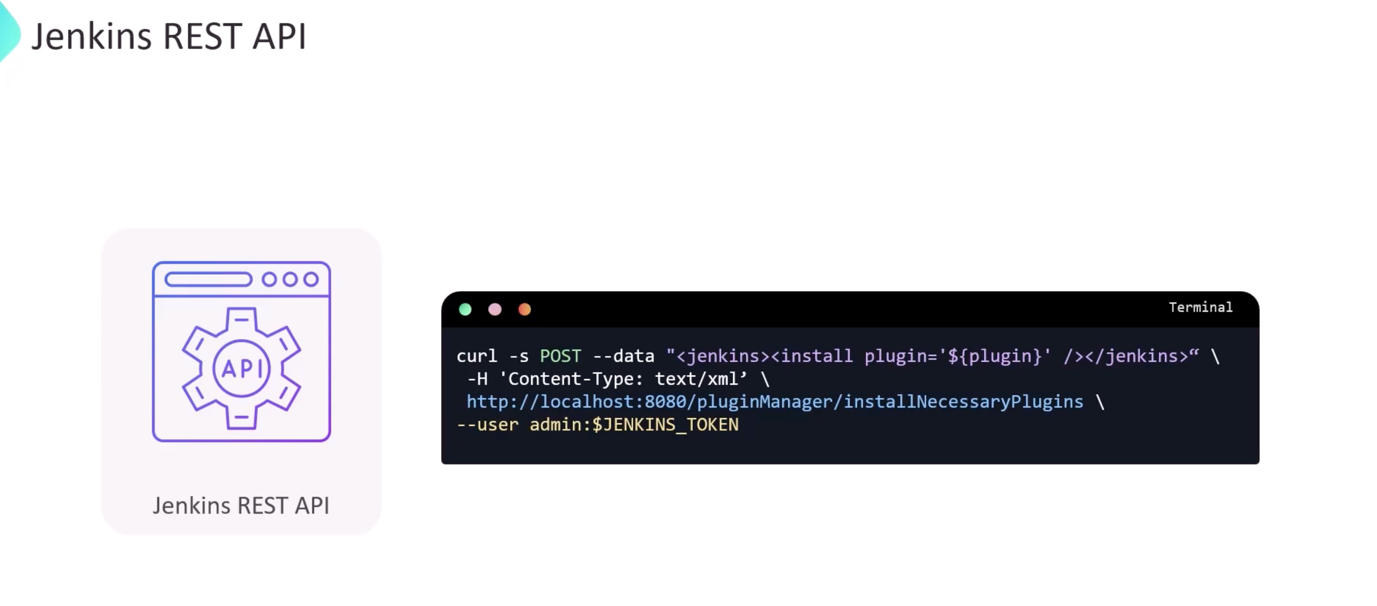 Jenkins REST API
API
Jenkins REST API
Terminal
curl -s POST --data "<jenkins><install plugin='${plugin}' /></jenkins>“ \
-H 'Content-Type: text/xml’ \
http://localhost:8080/pluginManager/installNecessaryPlugins \
--user admin:$JENKINS_TOKEN